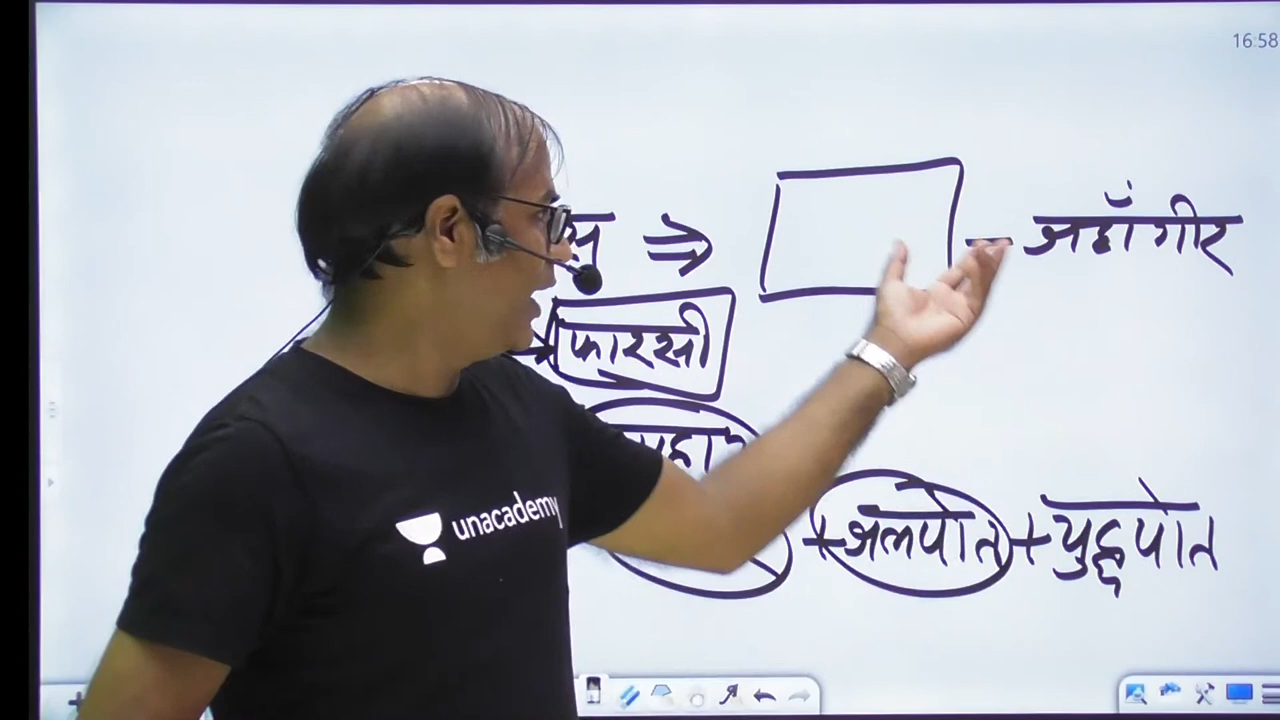 16:58
⇒ - जहाँगीर
फारसी
unacademy
+ जलपोत + युद्धपोत